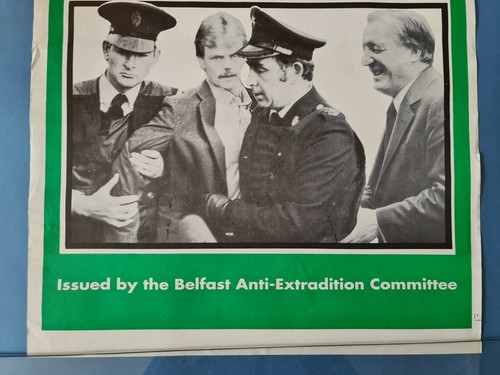 Issued by the Belfast Anti-Extradition Committee